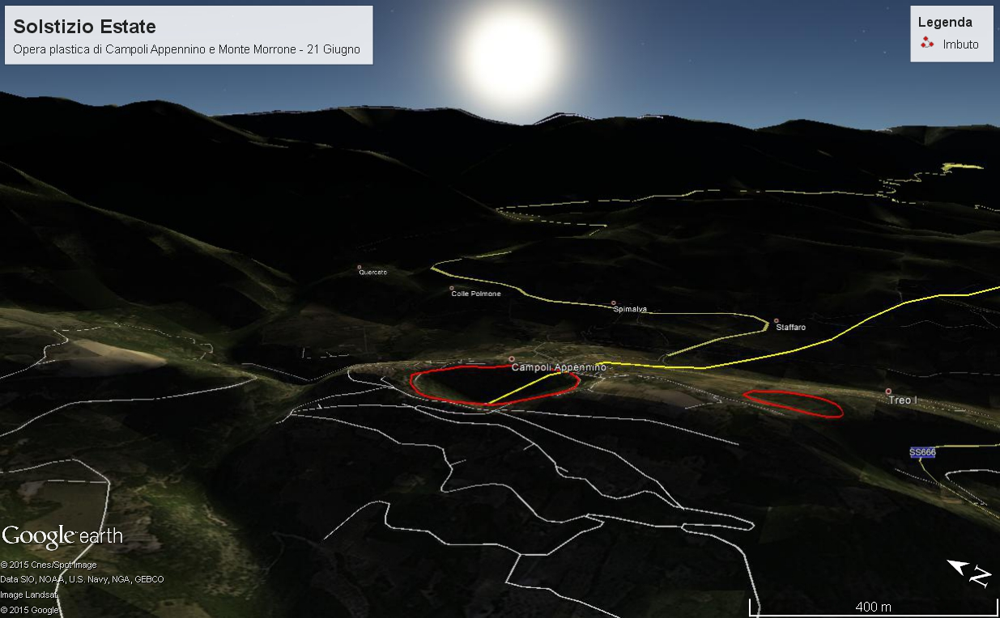 Solstizio Estate
Opera plastica di Campoli Appennino e Monte Morrone - 21 Giugno
Legenda
Imbuto
Querceto
Colle Polmone
Spimalva
Staffaro
Campoli Appennino
Treo I
SS666
Google earth
© 2015 Cnes/Spot Image
Data SIO, NOAA, U.S. Navy, NGA, GEBCO
Image Landsat
© 2015 Google
N
400 m